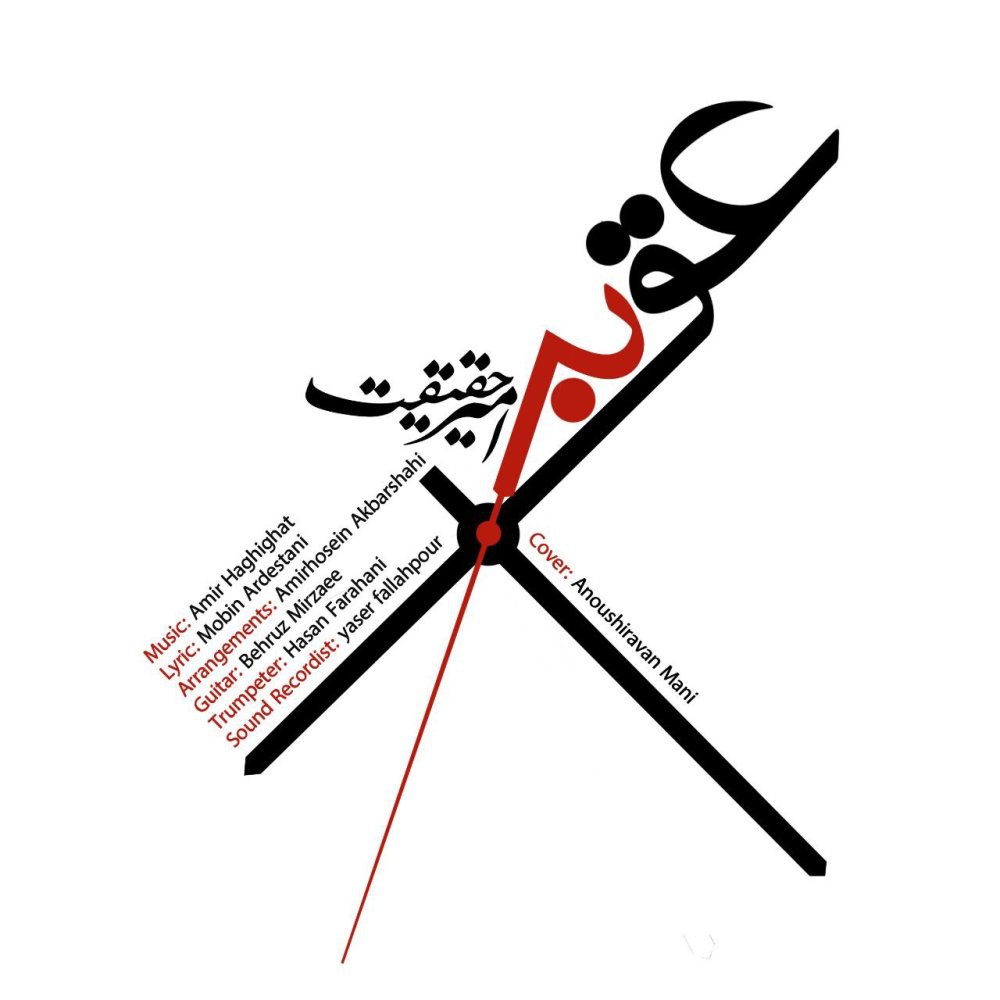 عقربه
امیر حقیقت
Music: Amir Haghighat
Lyric: Mobin Ardestani
Arrangements: Amirhosein Akbarshahi
Guitar: Behruz Mirzaee
Trumpeter: Hasan Farahani
Sound Recordist: yaser fallahpour
Cover: Anoushiravan Mani